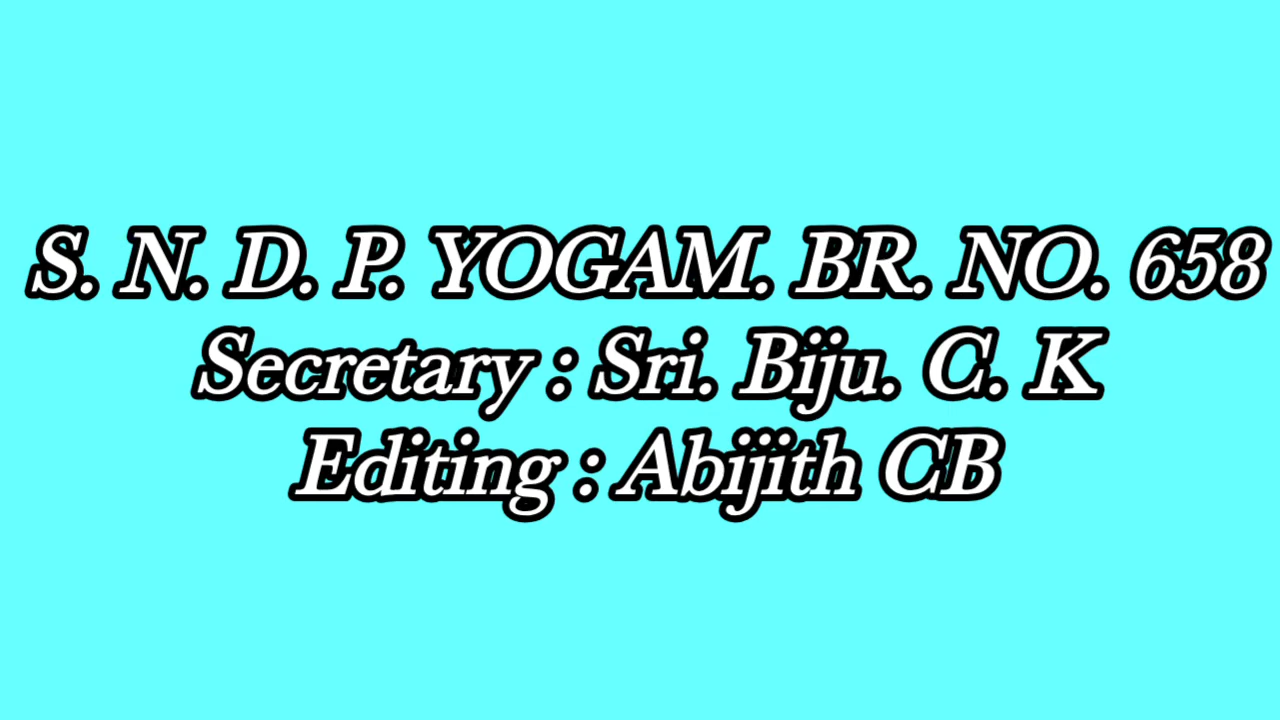 S. N. D. P. YOGAM. BR. NO. 658
Secretary : Sri. Biju. C. K
Editing : Abijith CB